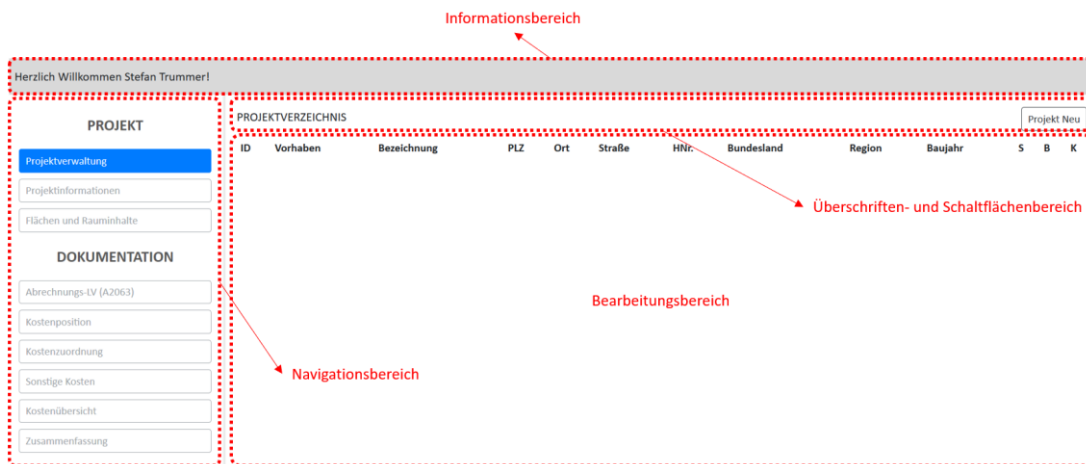 Informationsbereich
Herzlich Willkommen Stefan Trummer!
PROJEKT
Projektverwaltung
Projektinformationen
Flächen und Rauminhalte
DOKUMENTATION
Abrechnungs-LV (A2063)
Kostenposition
Kostenzuordnung
Sonstige Kosten
Kostenübersicht
Zusammenfassung
PROJEKTVERZEICHNIS
Projekt Neu
ID Vorhaben Bezeichnung PLZ Ort Straße HNr. Bundesland Region Baujahr S B K
Überschriften- und Schaltflächenbereich
Bearbeitungsbereich
Navigationsbereich